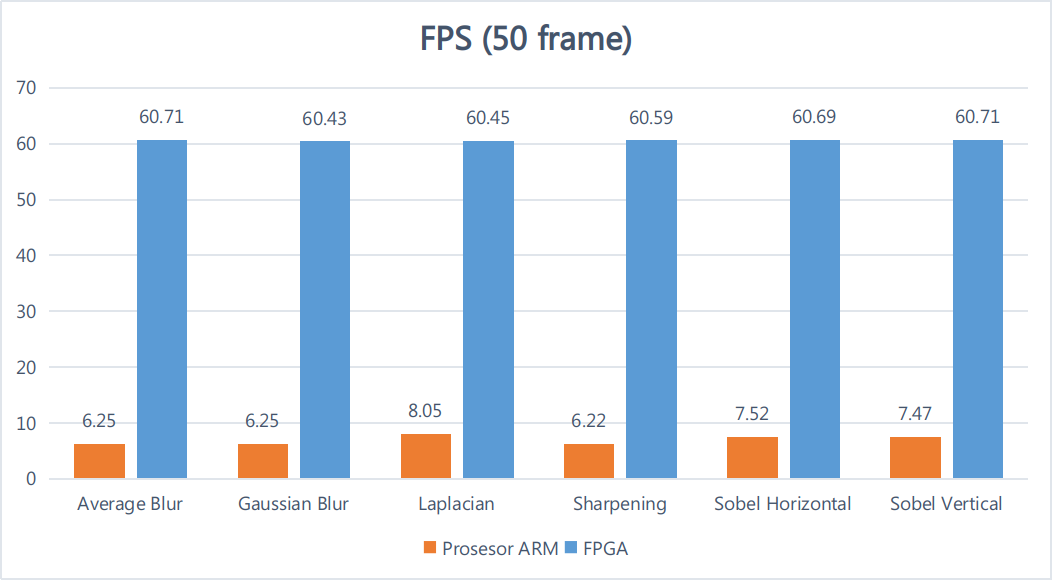 FPS (50 frame)
70
60
50
40
30
20
10
0
60.71
60.43
60.45
60.59
60.69
60.71
6.25
6.25
8.05
6.22
7.52
7.47
Average Blur
Gaussian Blur
Laplacian
Sharpening
Sobel Horizontal
Sobel Vertical
Prosesor ARM
FPGA